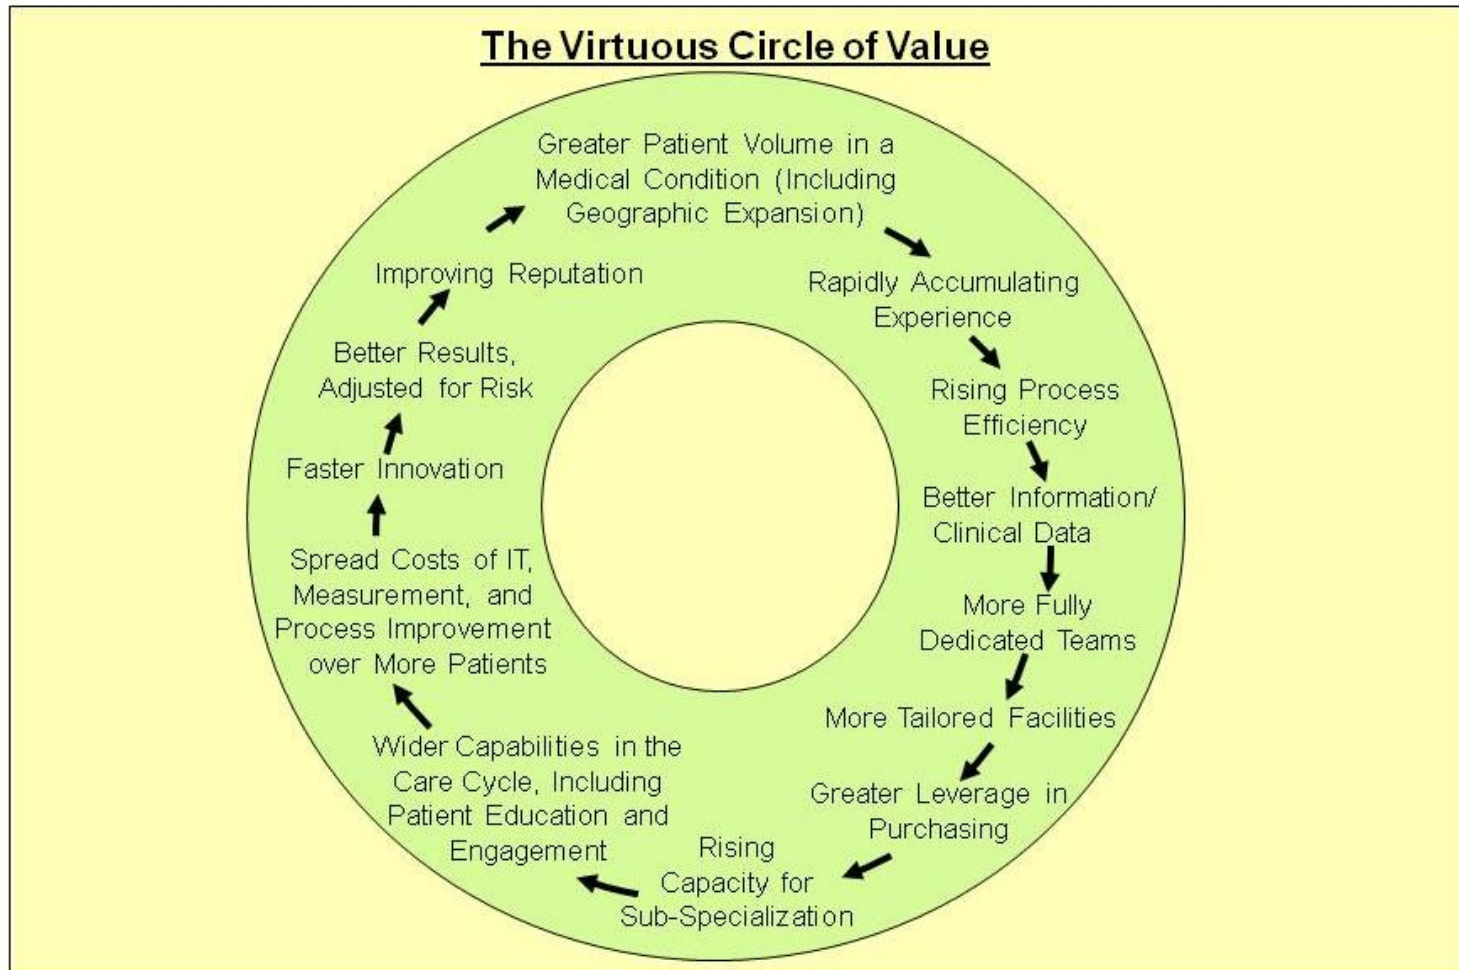 The Virtuous Circle of Value
Greater Patient Volume in a
Medical Condition (Including
Geographic Expansion)
Rapidly Accumulating
Experience
Rising Process
Efficiency
Better Information/
Clinical Data
More Fully
Dedicated Teams
More Tailored Facilities
Greater Leverage in
Purchasing
Rising
Capacity for
Sub-Specialization
Wider Capabilities in the
Care Cycle, Including
Patient Education and
Engagement
Spread Costs of IT,
Measurement, and
Process Improvement
over More Patients
Faster Innovation
Better Results,
Adjusted for Risk
Improving Reputation